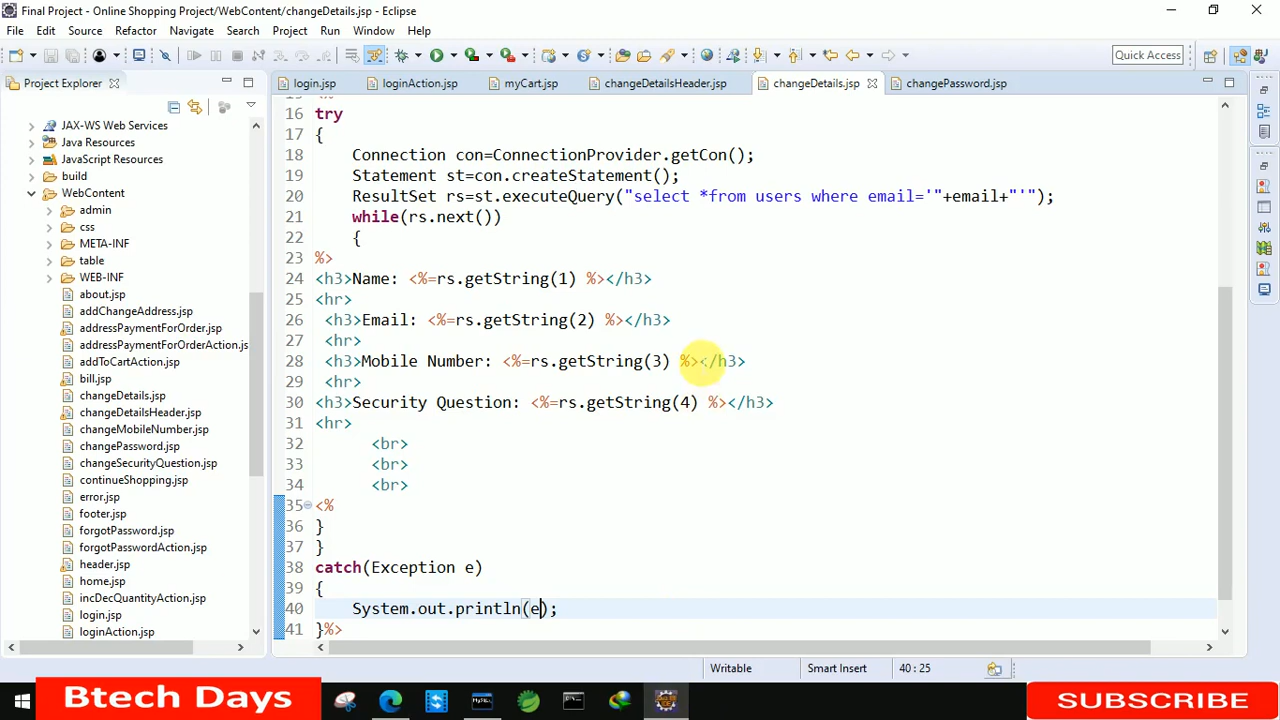 Final Project - Online Shopping Project/WebContent/changeDetails.jsp - Eclipse
File Edit Source Refactor Navigate Search Project Run Window Help
Quick Access
Project Explorer
login.jsp loginAction.jsp myCart.jsp changeDetailsHeader.jsp changeDetails.jsp changePassword.jsp
JAX-WS Web Services
Java Resources
JavaScript Resources
build
WebContent
admin
css
META-INF
table
WEB-INF
about.jsp
addChangeAddress.jsp
addressPaymentForOrder.jsp
addressPaymentForOrderAction.js
addToCartAction.jsp
bill.jsp
changeDetails.jsp
changeDetailsHeader.jsp
changeMobileNumber.jsp
changePassword.jsp
changeSecurityQuestion.jsp
continueShopping.jsp
error.jsp
footer.jsp
forgotPassword.jsp
forgotPasswordAction.jsp
header.jsp
home.jsp
incDecQuantityAction.jsp
login.jsp
loginAction.jsp
16 try
17 {
18 Connection con=ConnectionProvider.getCon();
19 Statement st=con.createStatement();
20 ResultSet rs=st.executeQuery("select *from users where email='"+email+"'");
21 while(rs.next())
22 {
23 %>
24 <h3>Name: <%=rs.getString(1) %></h3>
25 <hr>
26 <h3>Email: <%=rs.getString(2) %></h3>
27 <hr>
28 <h3>Mobile Number: <%=rs.getString(3) %></h3>
29 <hr>
30 <h3>Security Question: <%=rs.getString(4) %></h3>
31 <hr>
32 <br>
33 <br>
34 <br>
35 <%
36 }
37 }
38 catch(Exception e)
39 {
40 System.out.println(e);
41 }%>
Writable Smart Insert 40 : 25
Btech Days
SUBSCRIBE